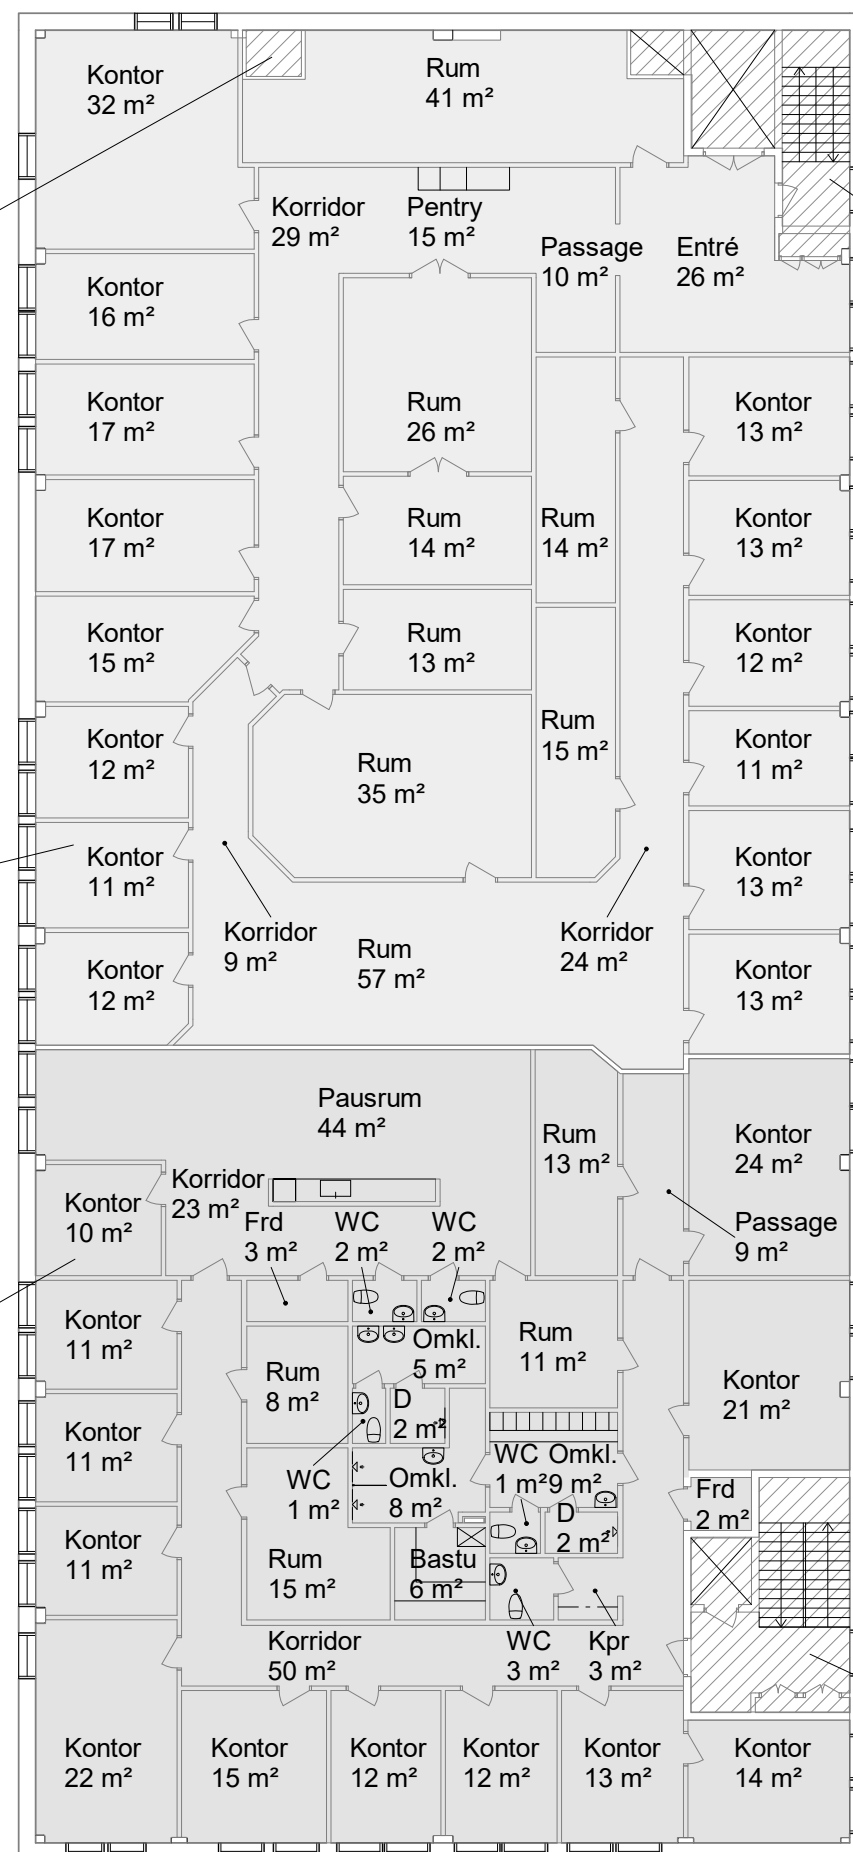 Kontor
32 m²
Rum
41 m²
Korridor
29 m²
Pentry
15 m²
Passage
10 m²
Entré
26 m²
Kontor
16 m²
Kontor
17 m²
Rum
26 m²
Kontor
13 m²
Kontor
17 m²
Rum
14 m²
Rum
14 m²
Kontor
13 m²
Kontor
15 m²
Rum
13 m²
Kontor
12 m²
Kontor
12 m²
Rum
35 m²
Rum
15 m²
Kontor
11 m²
Kontor
11 m²
Kontor
13 m²
Korridor
9 m²
Rum
57 m²
Korridor
24 m²
Kontor
12 m²
Kontor
13 m²
Pausrum
44 m²
Rum
13 m²
Kontor
24 m²
Kontor
10 m²
Korridor
23 m²
Frd
3 m²
WC
2 m²
WC
2 m²
Passage
9 m²
Kontor
11 m²
Rum
8 m²
Omkl.
5 m²
Rum
11 m²
Kontor
21 m²
D
2 m²
Kontor
11 m²
WC
1 m²
Omkl.
8 m²
WC
1 m²
Omkl.
9 m²
Frd
2 m²
D
2 m²
Kontor
11 m²
Rum
15 m²
Bastu
6 m²
Korridor
50 m²
WC
3 m²
Kpr
3 m²
Kontor
22 m²
Kontor
15 m²
Kontor
12 m²
Kontor
12 m²
Kontor
13 m²
Kontor
14 m²